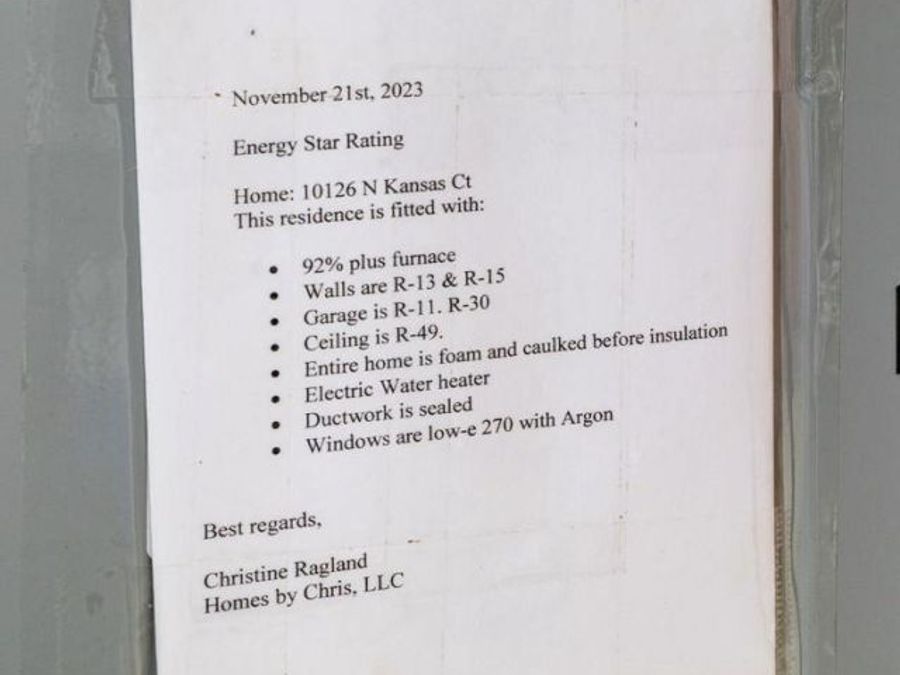 November 21st, 2023
Energy Star Rating
Home: 10126 N Kansas Ct
This residence is fitted with:
• 92% plus furnace
• Walls are R-13 & R-15
• Garage is R-11. R-30
• Ceiling is R-49.
• Entire home is foam and caulked before insulation
• Electric Water heater
• Ductwork is sealed
• Windows are low-e 270 with Argon
Best regards,
Christine Ragland
Homes by Chris, LLC